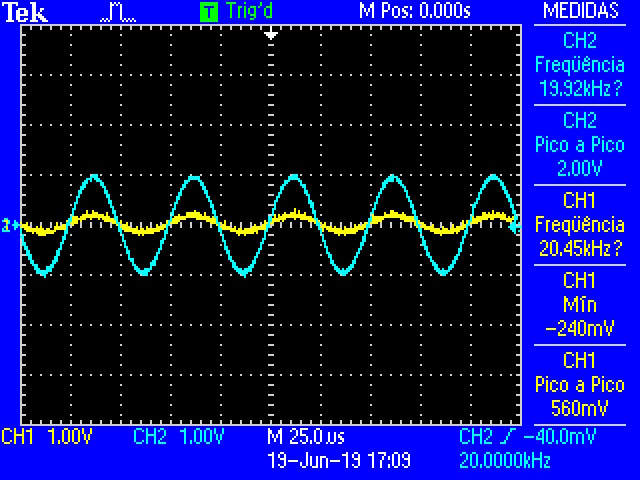 Tek T Trig'd M Pos: 0.000s MEDIDAS
CH2
Freqüência
19.92kHz?
CH2
Pico a Pico
2.00V
CH1
Freqüência
20.45kHz?
CH1
Mín
-240mV
CH1
Pico a Pico
560mV
CH1 1.00V CH2 1.00V M 25.0us CH2 -40.0mV
19-Jun-19 17:09 20.0000kHz